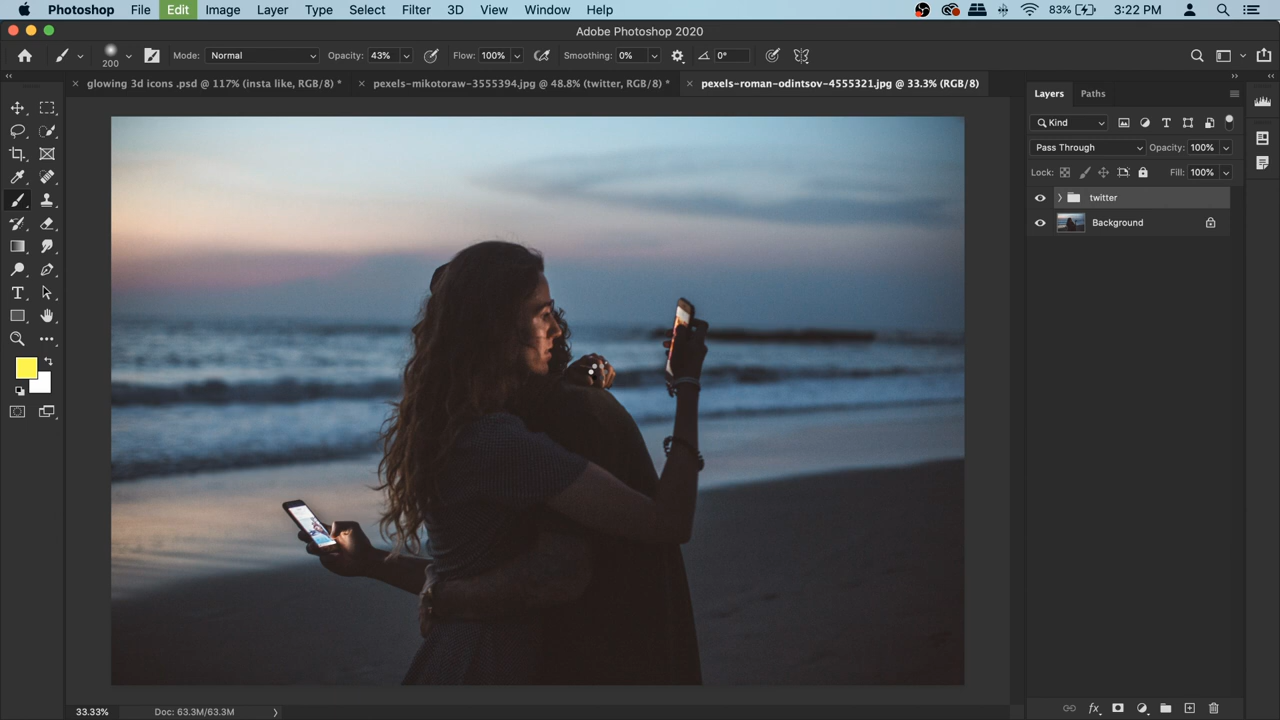 Photoshop File Edit Image Layer Type Select Filter 3D View Window Help 83% 3:22 PM
Adobe Photoshop 2020
200 Mode: Normal Opacity: 43% Flow: 100% Smoothing: 0% 0°
glowing 3d icons .psd @ 117% (insta like, RGB/8) * pexels-mikotoraw-3555394.jpg @ 48.8% (twitter, RGB/8) * pexels-roman-odintsov-4555321.jpg @ 33.3% (RGB/8)
Layers Paths
Kind
Pass Through Opacity: 100%
Lock: Fill: 100%
twitter
Background
33.33% Doc: 63.3M/63.3M